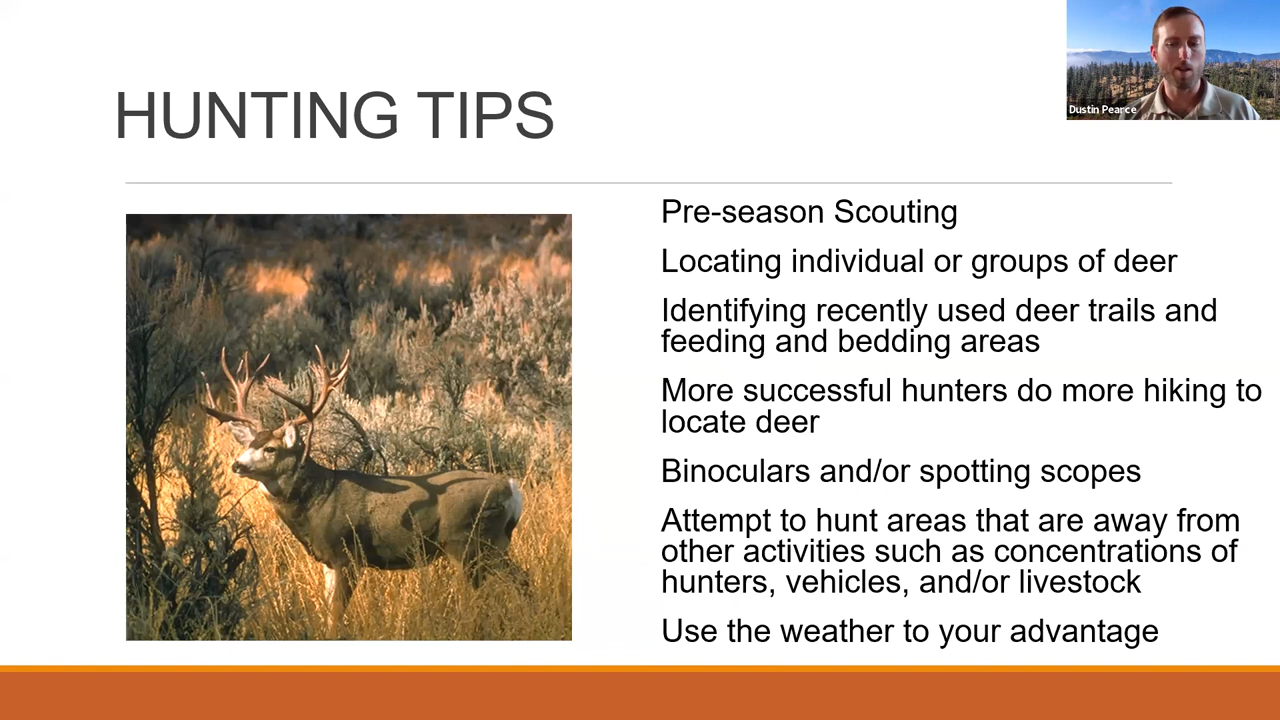 HUNTING TIPS
Dustin Pearce
Pre-season Scouting
Locating individual or groups of deer
Identifying recently used deer trails and
feeding and bedding areas
More successful hunters do more hiking to
locate deer
Binoculars and/or spotting scopes
Attempt to hunt areas that are away from
other activities such as concentrations of
hunters, vehicles, and/or livestock
Use the weather to your advantage